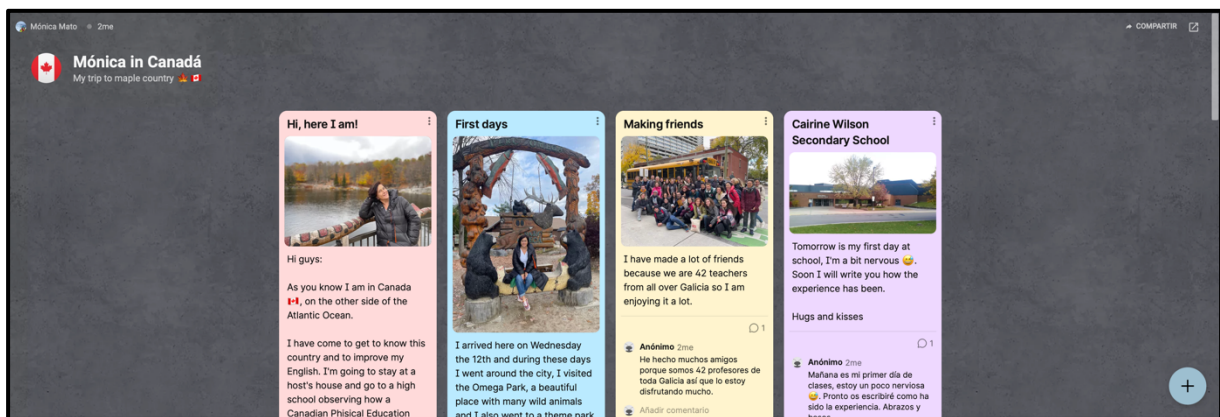 Mónica Mato 2me
COMPARTIR
Mónica in Canadá
My trip to maple country 🍁 🇨🇦
Hi, here I am!
Hi guys:
As you know I am in Canada
🇨🇦, on the other side of the
Atlantic Ocean.
I have come to get to know this
country and to improve my
English. I'm going to stay at a
host's house and go to a high
school observing how a
Canadian Phisical Education
First days
I arrived here on Wednesday
the 12th and during these days
I went around the city, I visited
the Omega Park, a beautiful
place with many wild animals
and I also went to a theme park
Making friends
I have made a lot of friends
because we are 42 teachers
from all over Galicia so I am
enjoying it a lot.
1
Anónimo 2me
He hecho muchos amigos
porque somos 42 profesores de
toda Galicia así que lo estoy
disfrutando mucho.
Añadir comentario
Cairine Wilson
Secondary School
Tomorrow is my first day at
school, I'm a bit nervous 😅.
Soon I will write you how the
experience has been.
Hugs and kisses
1
Anónimo 2me
Mañana es mi primer día de
clases, estoy un poco nerviosa
😅. Pronto os escribiré como ha
sido la experiencia. Abrazos y